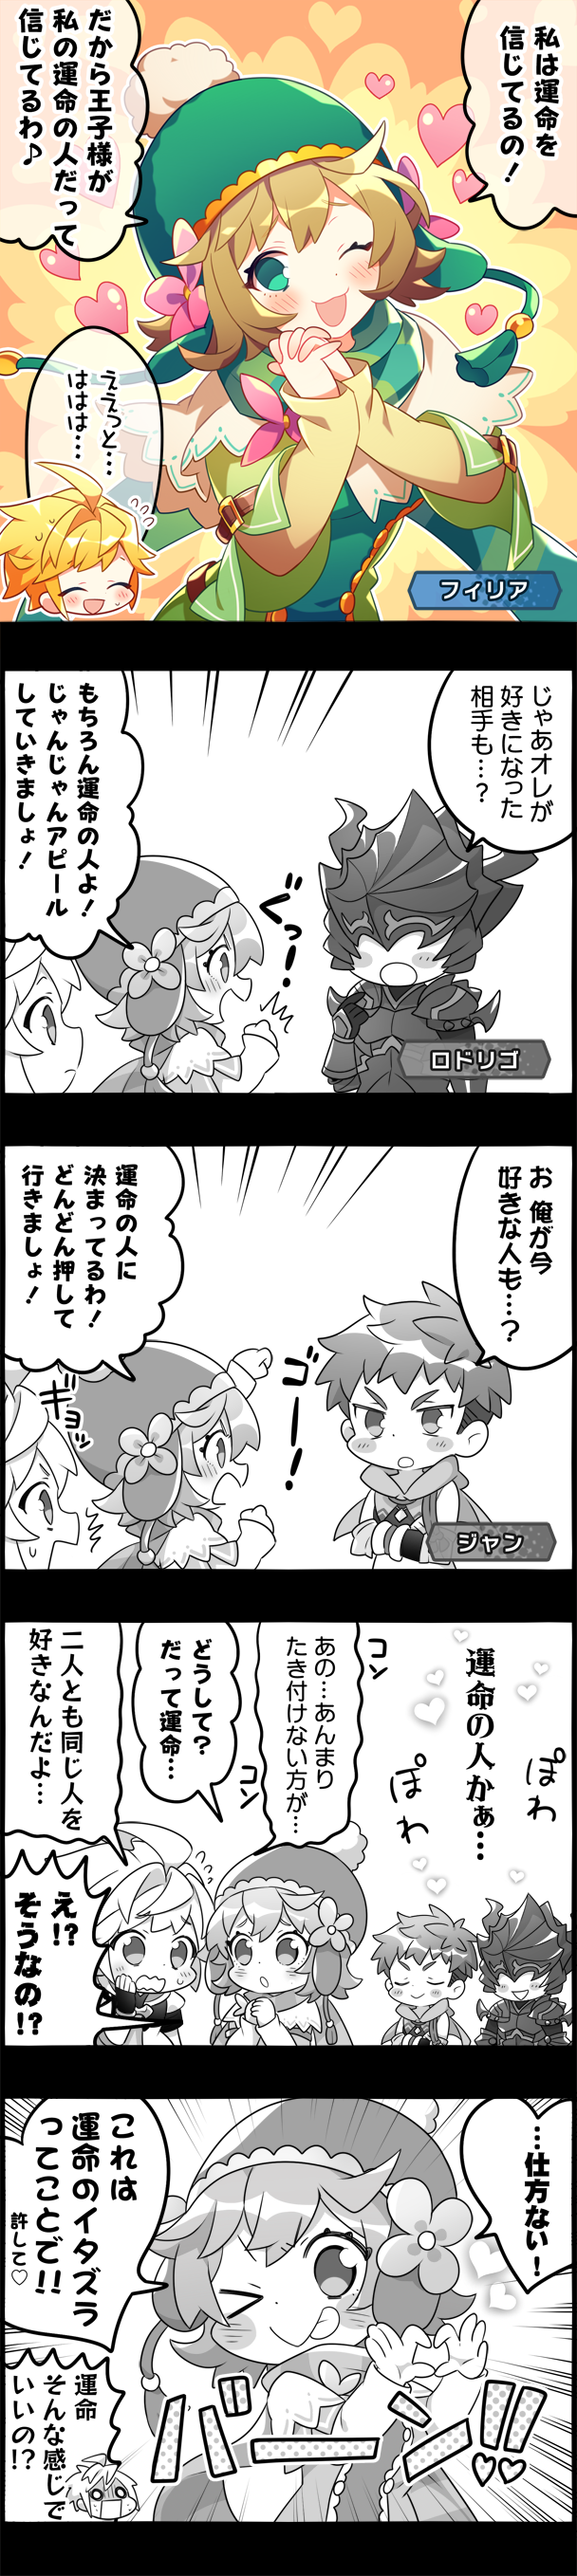 私は運命を
信じてるの！
だから王子様が
私の運命の人だって
信じてるわ♪
ええっと…
ははは…
フィリア
じゃあオレが
好きになった
相手も…？
もちろん運命の人よ！
じゃんじゃんアピール
していきましょ！
ぐっ！
ロドリゴ
お 俺が今
好きな人も…？
運命の人に
決まってるわ！
どんどん押して
行きましょ！
ゴー！
ギョッ
ジャン
運命の人かぁ…
ぽわ
ぽわ
コン
あの…あんまり
たき付けない方が…
コン
どうして？
だって運命…
二人とも同じ人を
好きなんだよ…
え!?
そうなの!?
…仕方ない！
これは
運命のイタズラ
ってことで!!
許して♡
バーン!!
♡♡
運命
そんな感じで
いいの!?